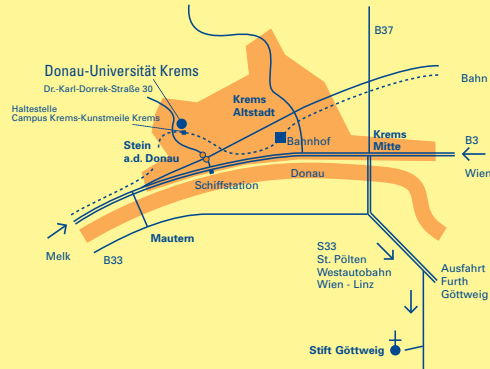 B37
Donau-Universität Krems
Dr.-Karl-Dorrek-Straße 30
Bahn
Haltestelle
Campus Krems-Kunstmeile Krems
Krems
Altstadt
Bahnhof
Krems
Mitte
B3
Wien
Stein
a.d. Donau
Donau
Schiffstation
Mautern
Melk
B33
S33
St. Pölten
Westautobahn
Wien - Linz
Ausfahrt
Furth
Göttweig
Stift Göttweig